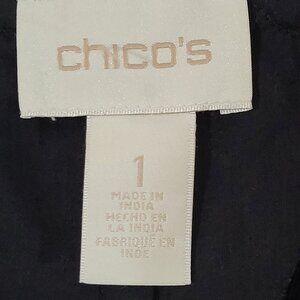 chico's
1
MADE IN
INDIA
HECHO EN
LA INDIA
FABRIQUÉ EN
INDE